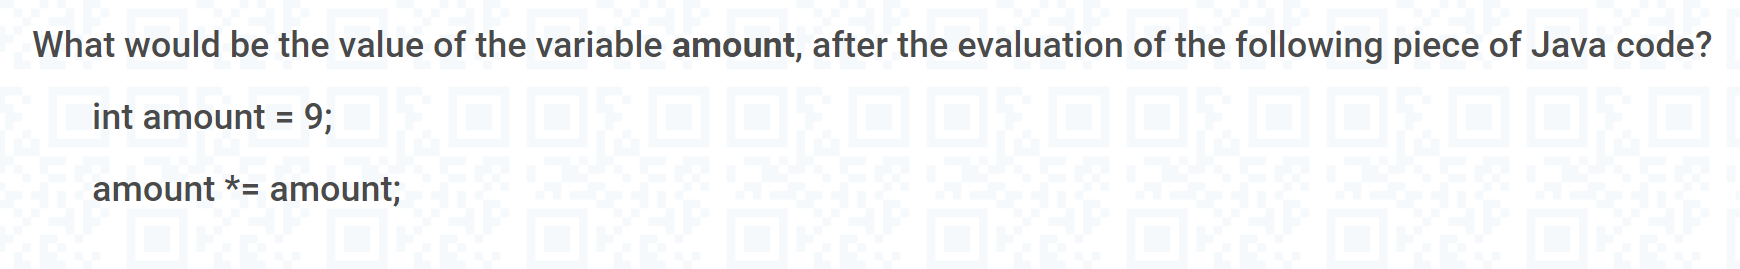 What would be the value of the variable amount, after the evaluation of the following piece of Java code?
int amount = 9;
amount *= amount;